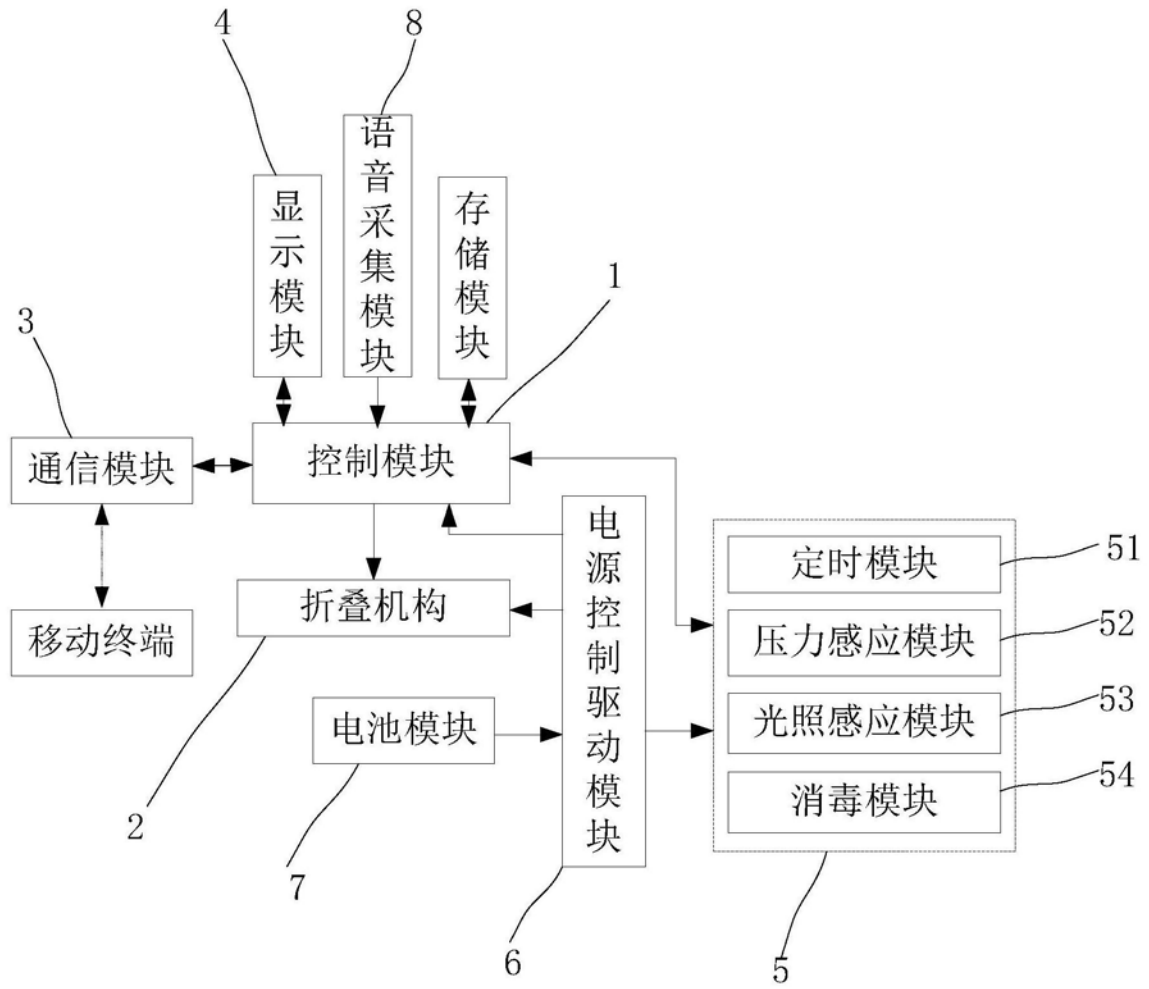 4
8
语音采集模块
显示模块
存储模块
1
3
通信模块
控制模块
电源控制驱动模块
定时模块
51
折叠机构
移动终端
压力感应模块
52
光照感应模块
53
电池模块
消毒模块
54
2
7
6
5